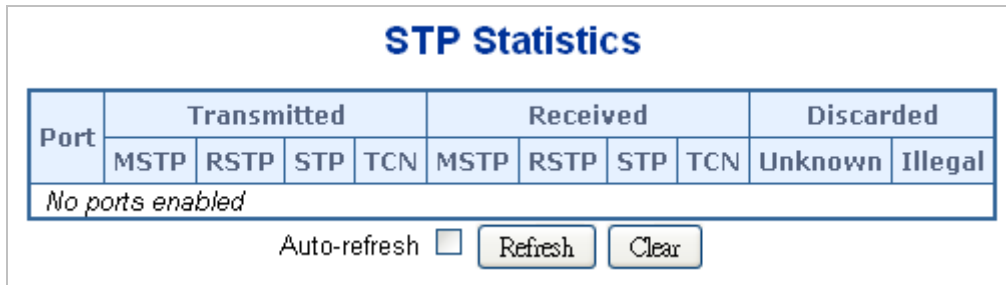 STP Statistics
Port Transmitted Received Discarded
MSTP RSTP STP TCN MSTP RSTP STP TCN Unknown Illegal
No ports enabled
Auto-refresh Refresh Clear